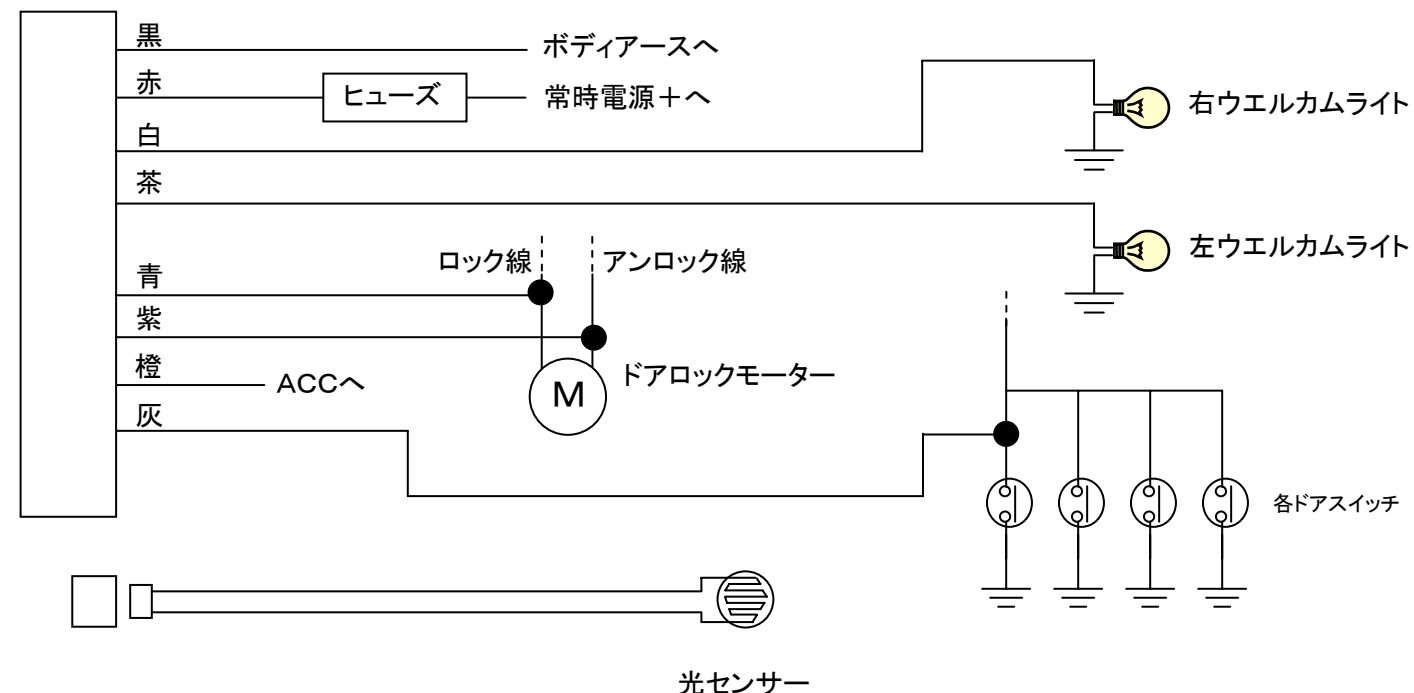 黒
ボディアースへ
赤
ヒューズ
常時電源＋へ
白
右ウエルカムライト
茶
左ウエルカムライト
ロック線
アンロック線
青
紫
橙
ACCへ
M
ドアロックモーター
灰
各ドアスイッチ
光センサー